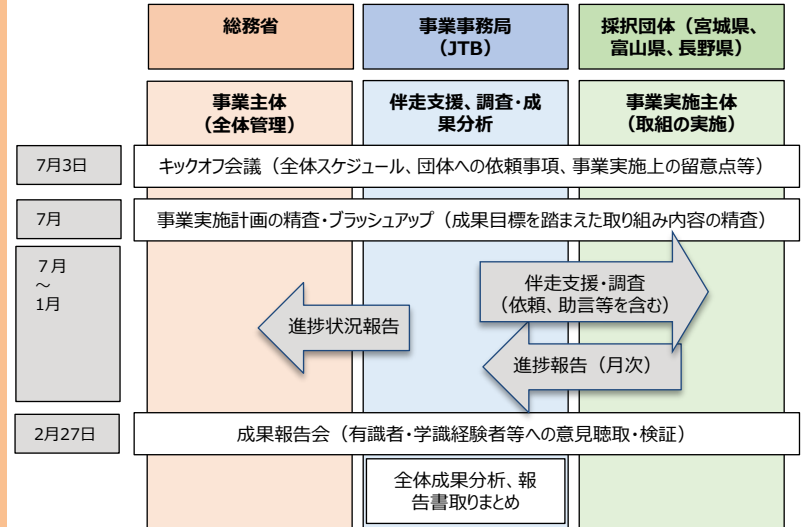 総務省
事業事務局
（JTB）
採択団体（宮城県、
富山県、長野県）
事業主体
（全体管理）
伴走支援、調査・成
果分析
事業実施主体
（取組の実施）
7月3日
キックオフ会議（全体スケジュール、団体への依頼事項、事業実施上の留意点等）
7月
事業実施計画の精査・ブラッシュアップ（成果目標を踏まえた取り組み内容の精査）
７月
～
1月
伴走支援・調査
（依頼、助言等を含む）
進捗状況報告
進捗報告（月次）
2月27日
成果報告会（有識者・学識経験者等への意見聴取・検証）
全体成果分析、報
告書取りまとめ